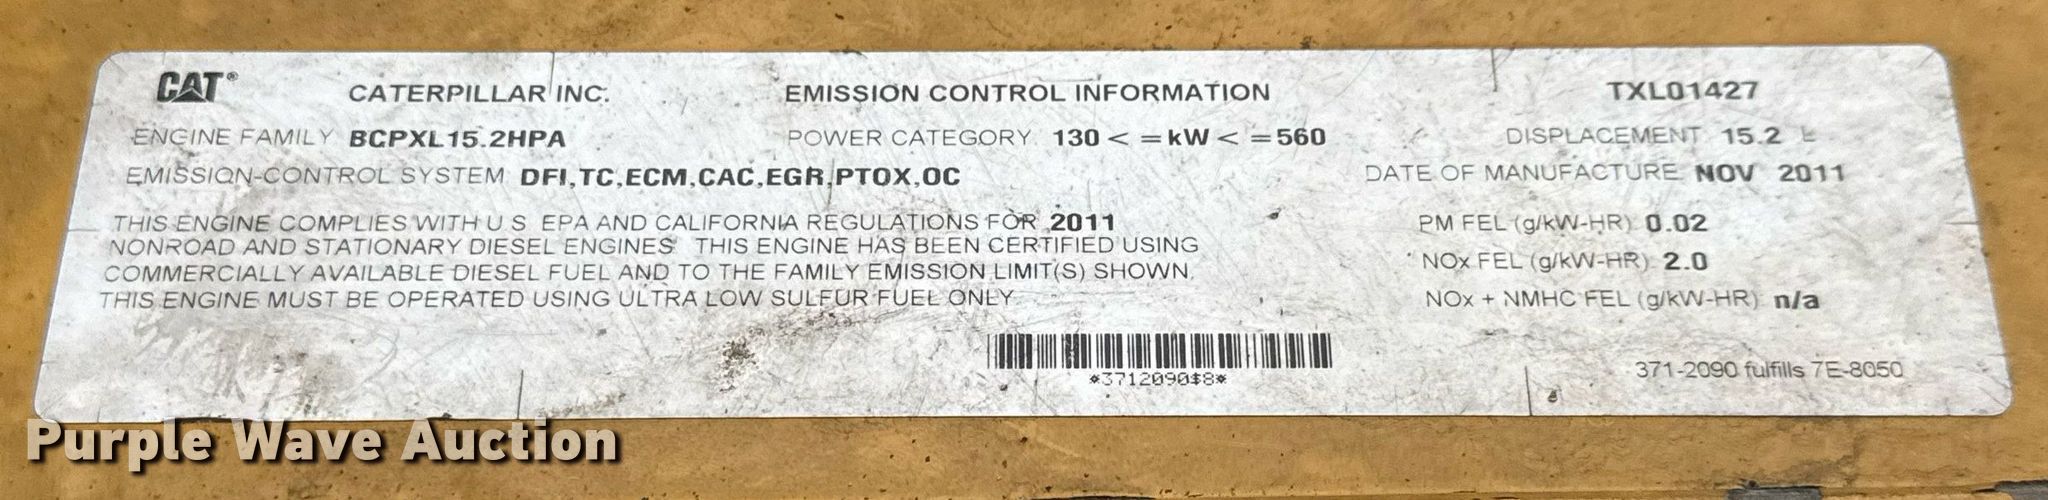 CAT® CATERPILLAR INC. EMISSION CONTROL INFORMATION TXL01427
ENGINE FAMILY BCPXL15.2HPA POWER CATEGORY 130 < =kW < =560 DISPLACEMENT 15.2 L
EMISSION-CONTROL SYSTEM DFI,TC,ECM,CAC,EGR,PTOX,OC DATE OF MANUFACTURE NOV 2011
THIS ENGINE COMPLIES WITH U.S. EPA AND CALIFORNIA REGULATIONS FOR 2011 PM FEL (g/kW-HR) 0.02
NONROAD AND STATIONARY DIESEL ENGINES. THIS ENGINE HAS BEEN CERTIFIED USING NOx FEL (g/kW-HR) 2.0
COMMERCIALLY AVAILABLE DIESEL FUEL AND TO THE FAMILY EMISSION LIMIT(S) SHOWN.
THIS ENGINE MUST BE OPERATED USING ULTRA LOW SULFUR FUEL ONLY NOx + NMHC FEL (g/kW-HR) n/a
371-2090 fulfills 7E-8050
*3712090$8*
Purple Wave Auction